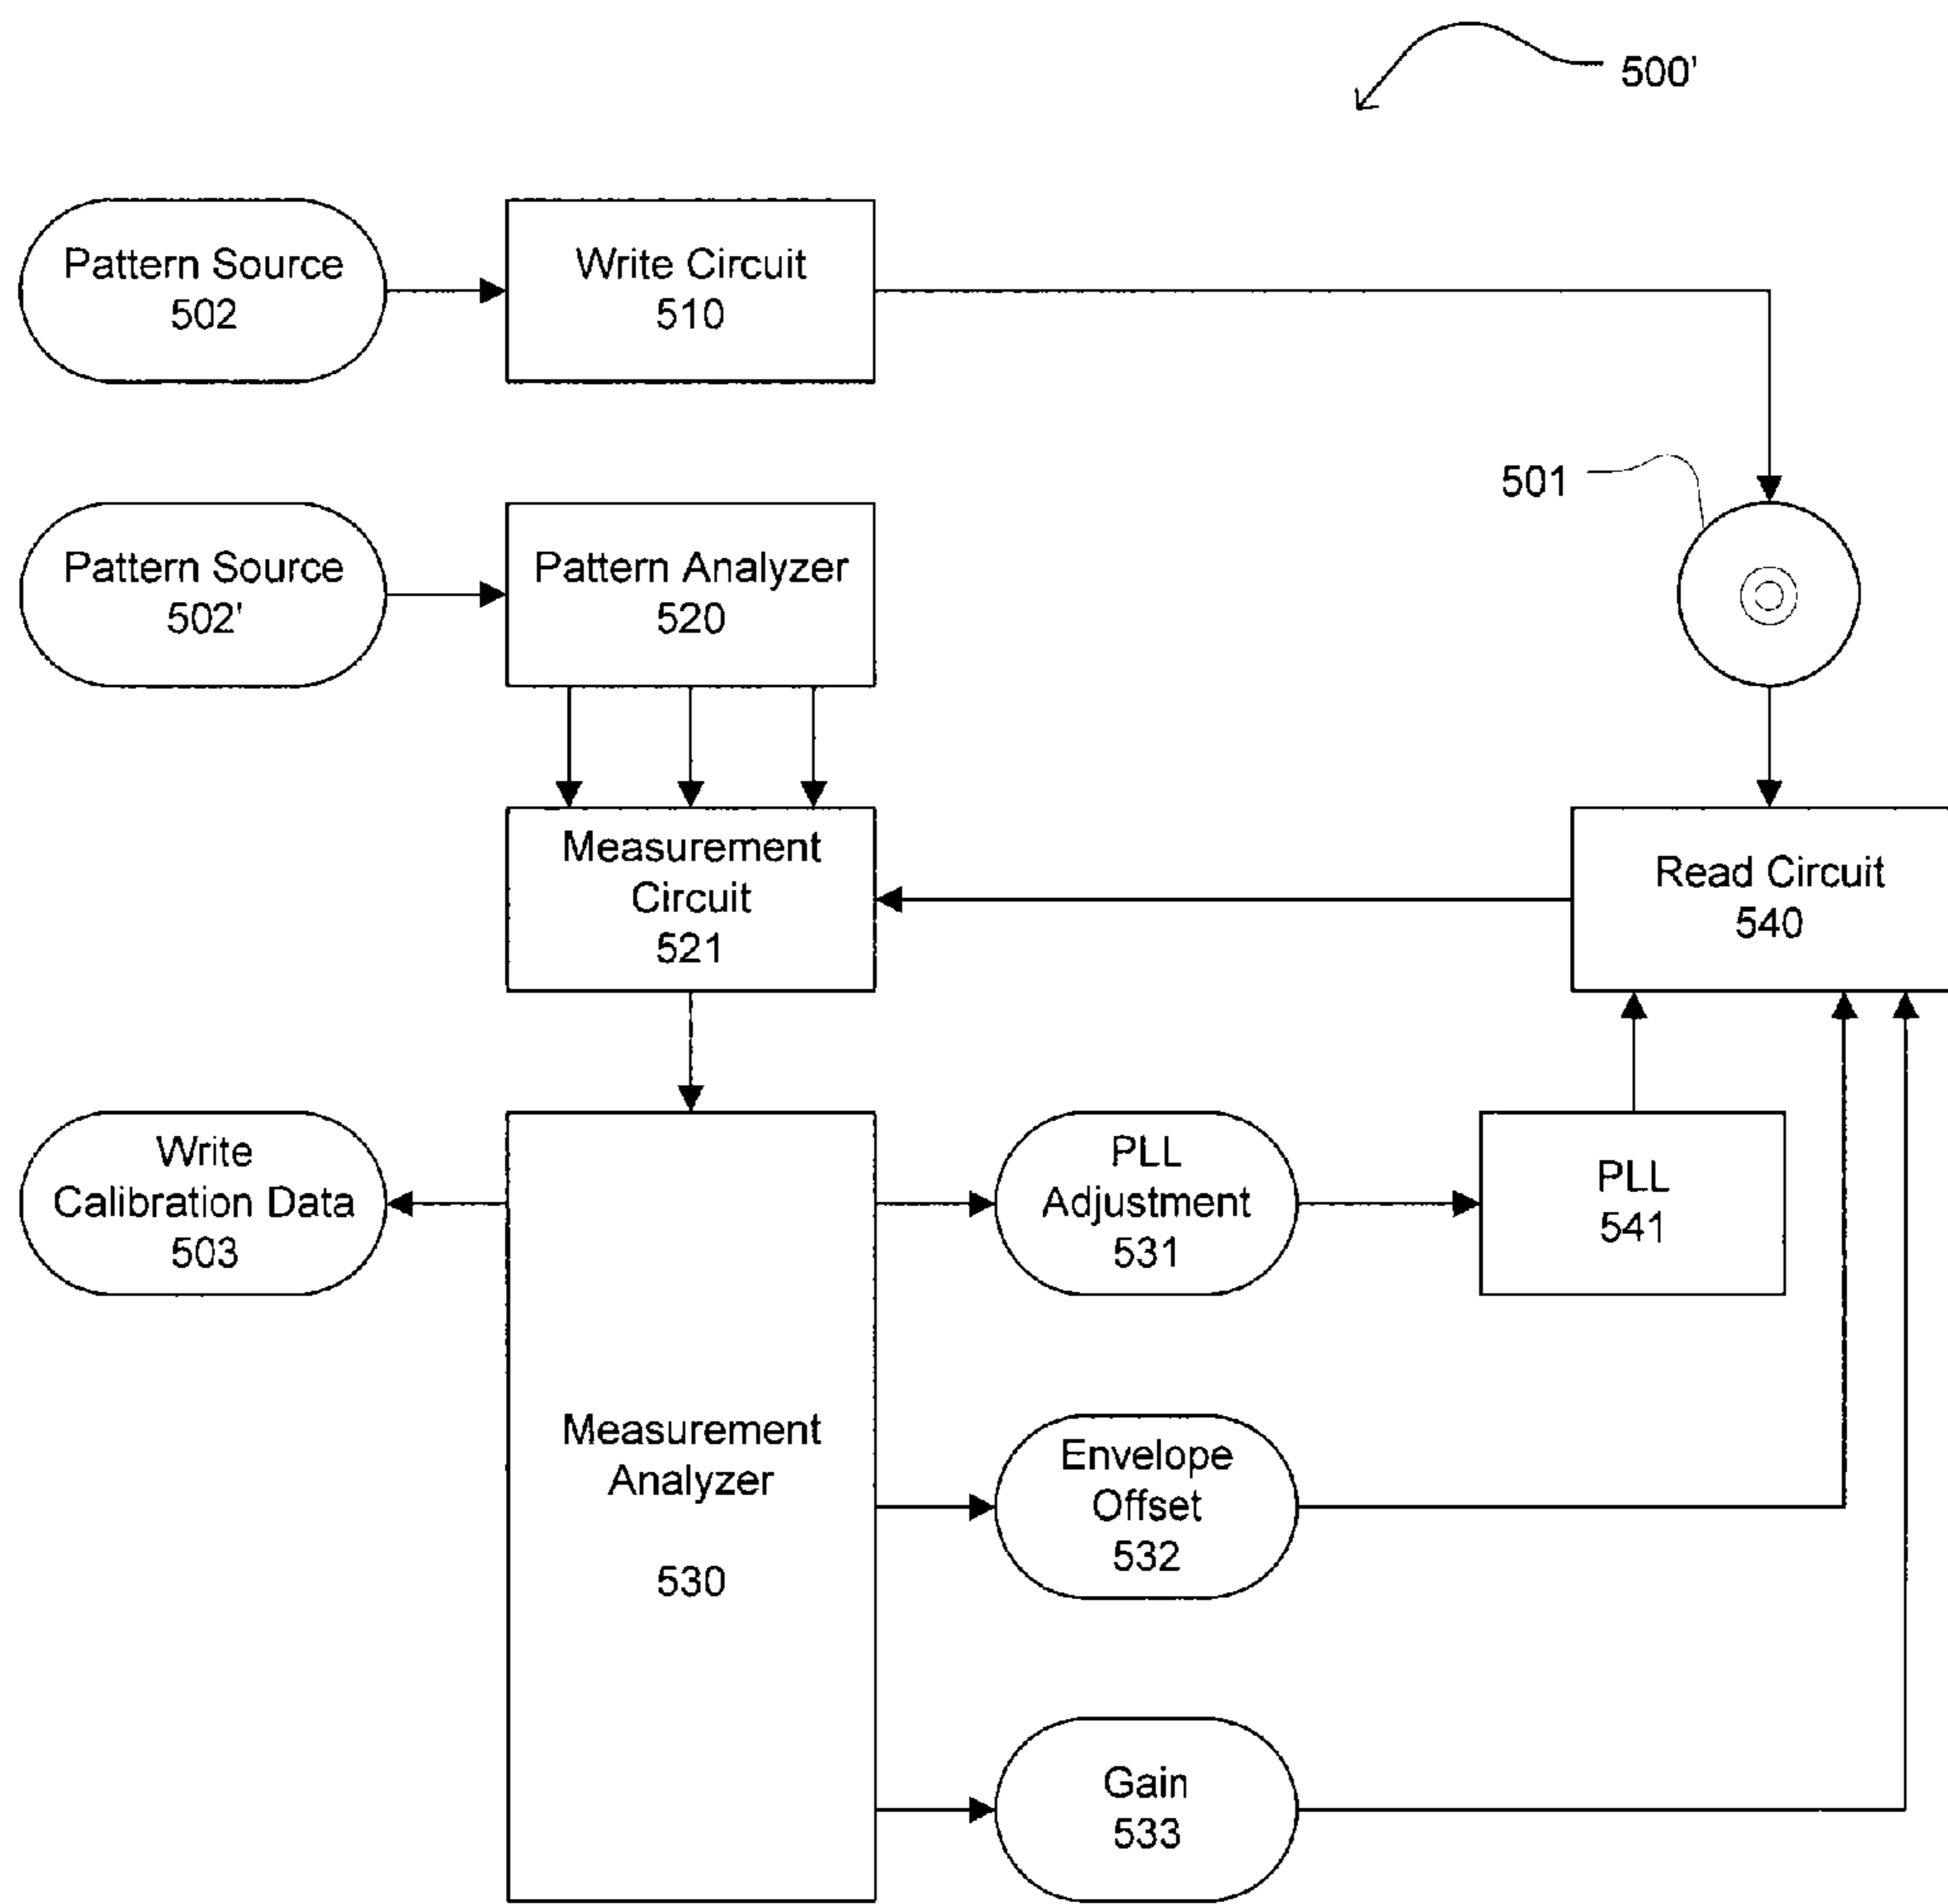 500'
Pattern Source
502
Write Circuit
510
501
Pattern Source
502'
Pattern Analyzer
520
Measurement
Circuit
521
Read Circuit
540
Write
Calibration Data
503
PLL
Adjustment
531
PLL
541
Measurement
Analyzer
530
Envelope
Offset
532
Gain
533